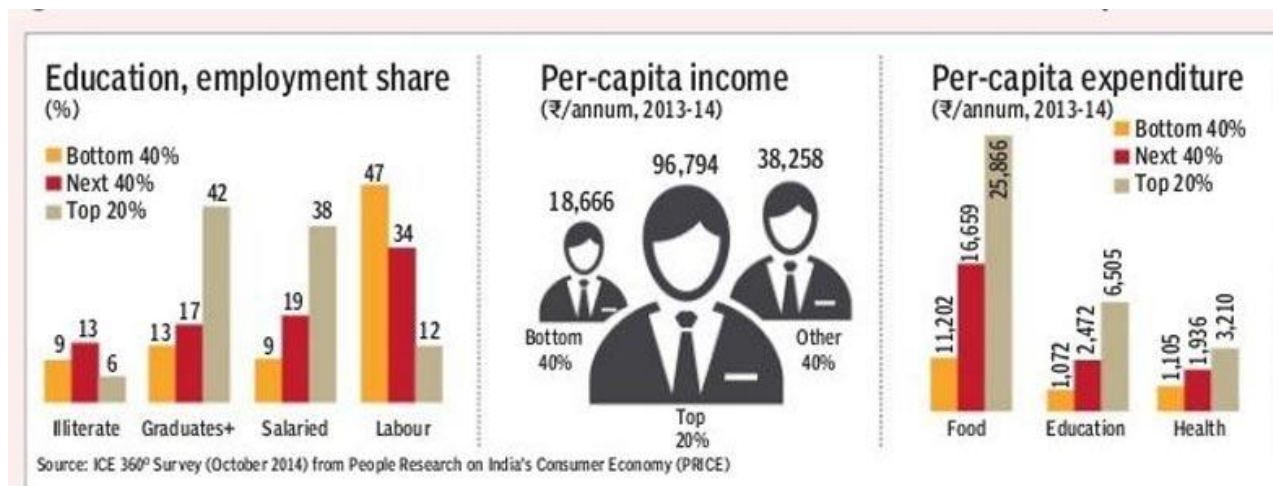 Education, employment share
(%)
Bottom 40%
Next 40%
Top 20%
9 13 6
13 17 42
9 19 38
47 34 12
Illiterate Graduates+ Salaried Labour
Per-capita income
(₹/annum, 2013-14)
18,666 96,794 38,258
Bottom
40%
Top
20%
Other
40%
Per-capita expenditure
(₹/annum, 2013-14)
Bottom 40%
Next 40%
Top 20%
11,202 16,659 25,866
1,072 2,472 6,505
1,105 1,936 3,210
Food Education Health
Source: ICE 360º Survey (October 2014) from People Research on India's Consumer Economy (PRICE)